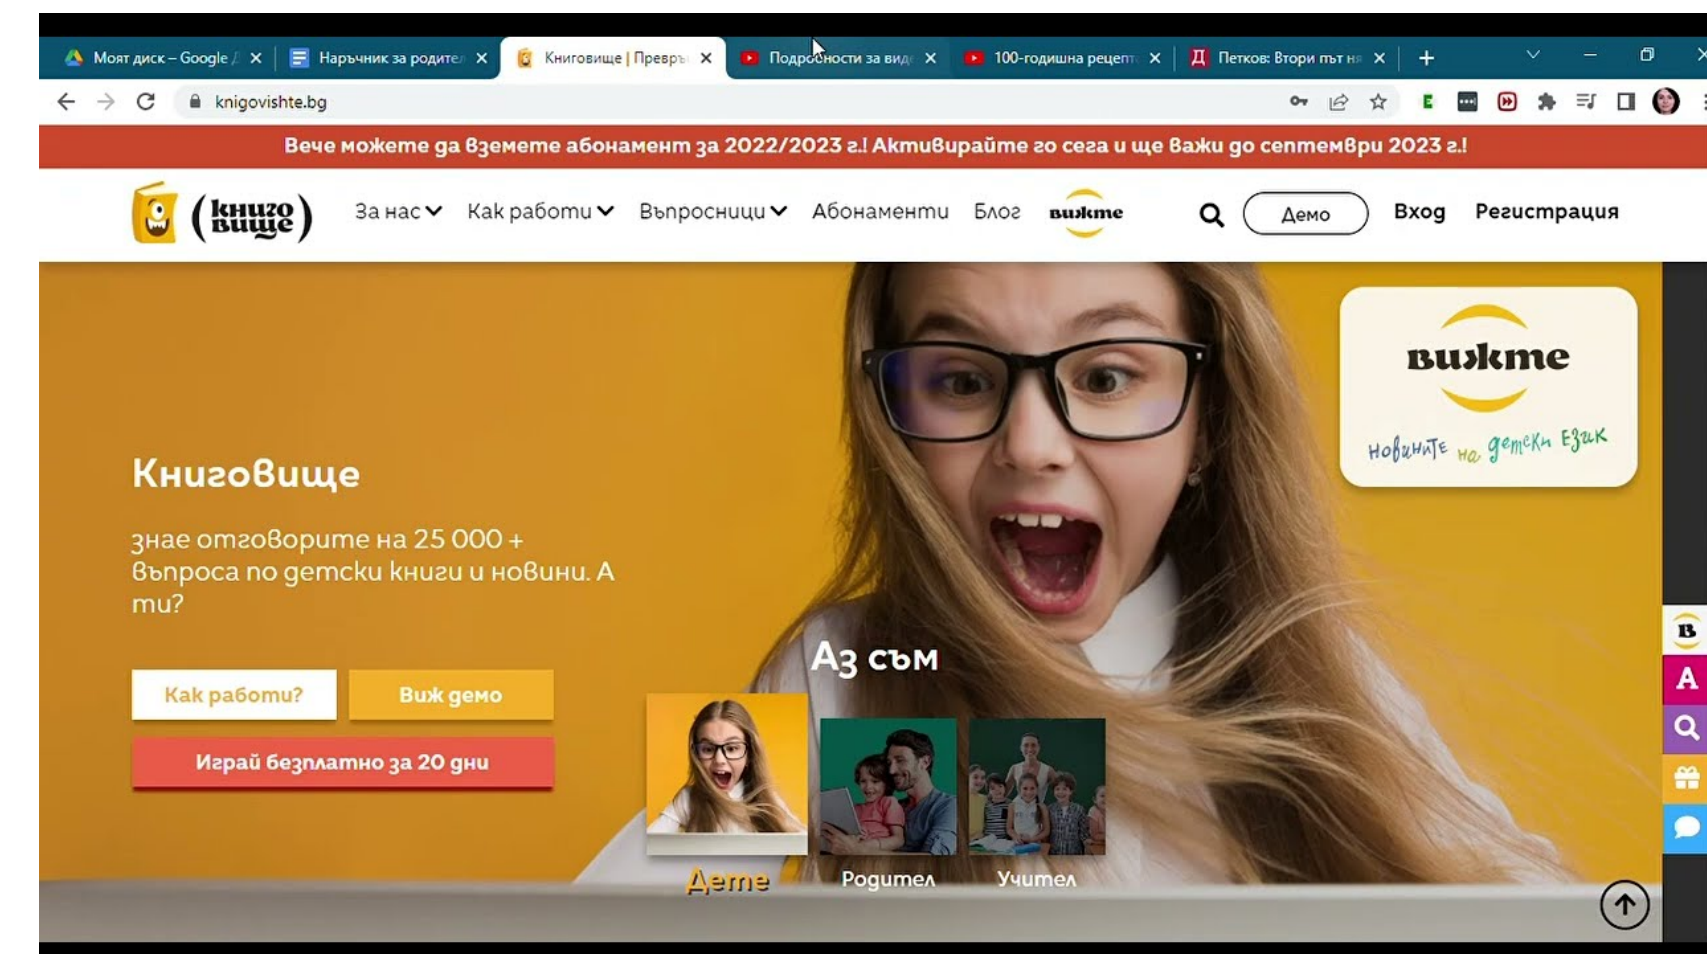 Моят диск – Google Д
Наръчник за родител
Книговище | Превръ
Подробности за вид
100-годишна рецепт
Петков: Втори път ня
knigovishte.bg
Вече можете да вземете абонамент за 2022/2023 г.! Активирайте го сега и ще важи до септември 2023 г.!
(книго
вище)
За нас
Как работи
Въпросници
Абонаменти
Блог
вижте
Демо
Вход
Регистрация
вижте
новините на детски език
Книговище
знае отговорите на 25 000 +
въпроса по детски книги и новини. А
ти?
Как работи?
Виж демо
Играй безплатно за 20 дни
Аз съм
Дете
Родител
Учител
В
A